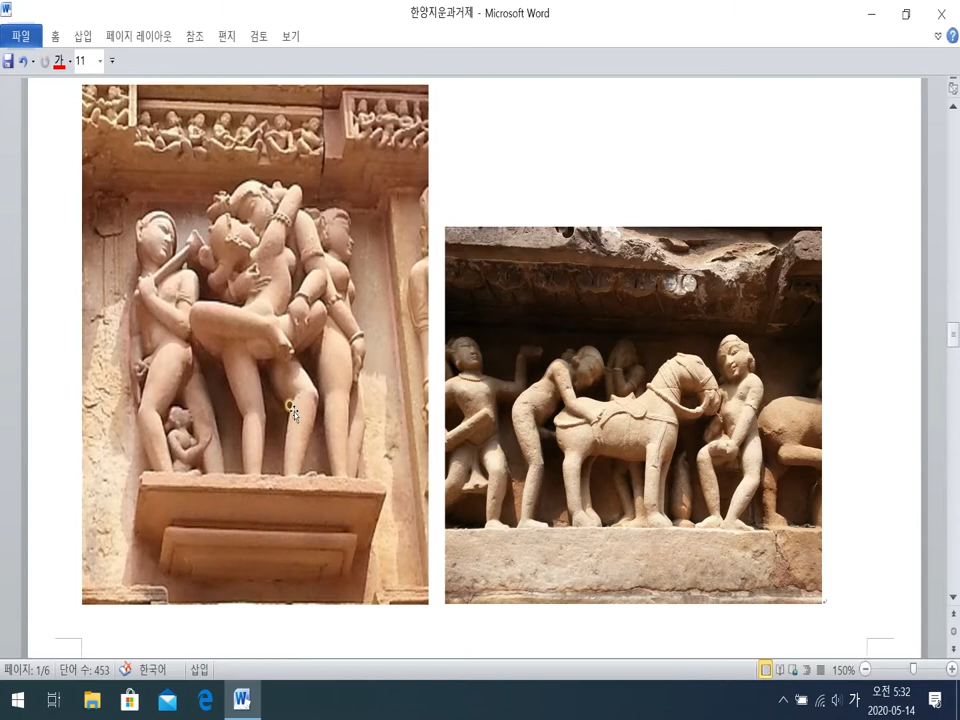 한양지운과거제 - Microsoft Word
파일 홈 삽입 페이지 레이아웃 참조 편지 검토 보기
가 11
페이지: 1/6 단어 수: 453 한국어 삽입 150%
가 오전 5:32
2020-05-14